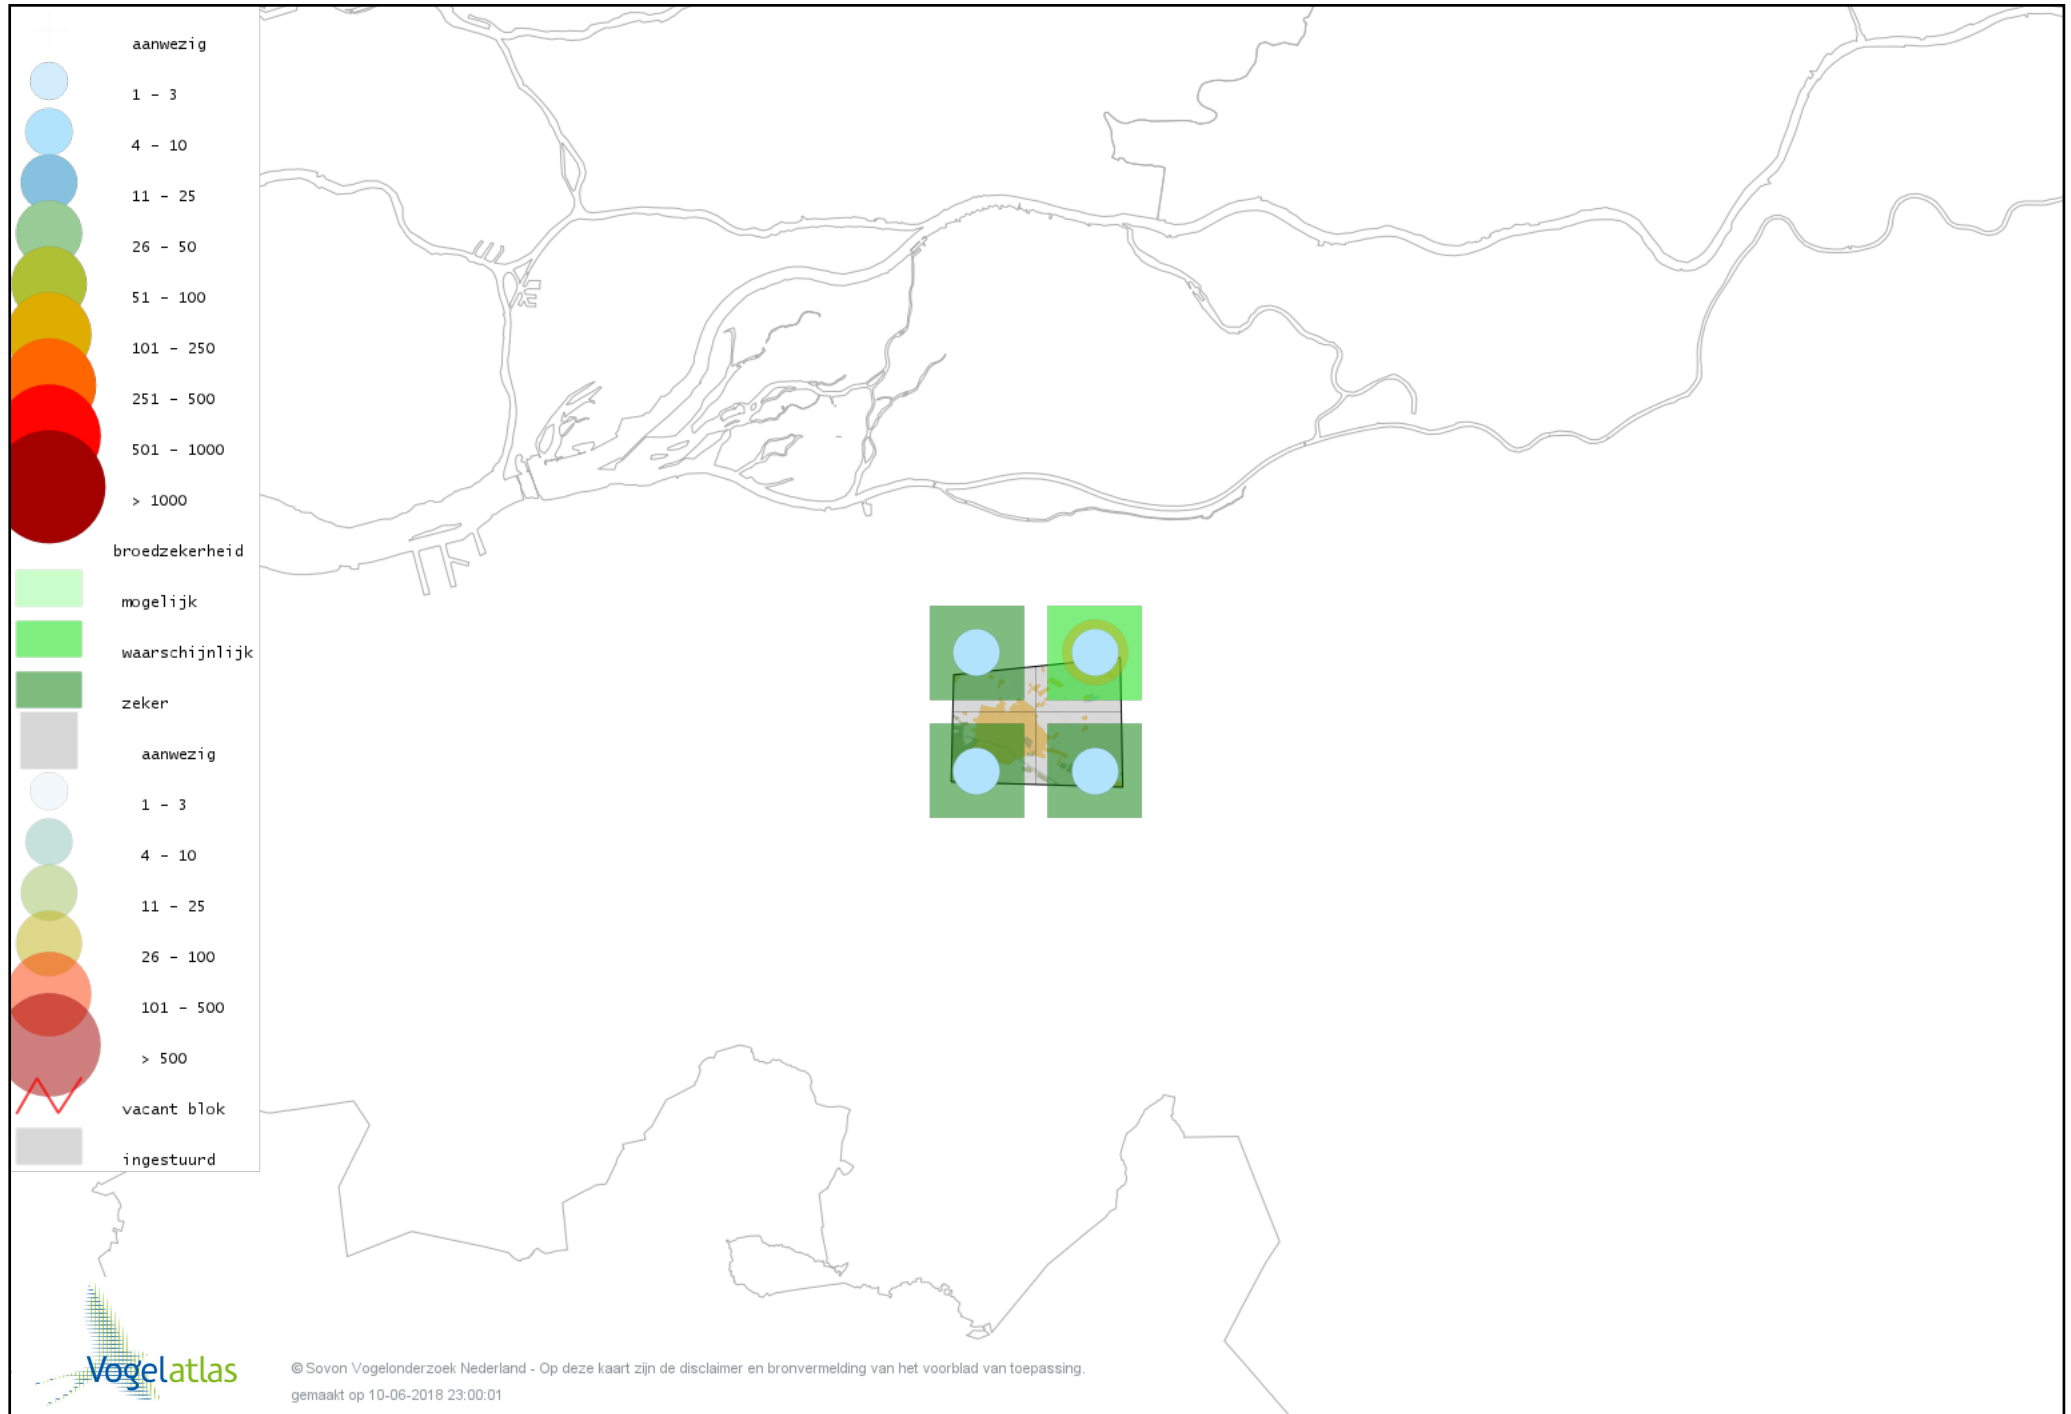 aanwezig
1 - 3
4 - 10
11 - 25
26 - 50
51 - 100
101 - 250
251 - 500
501 - 1000
> 1000
broedzekerheid
mogelijk
waarschijnlijk
zeker
aanwezig
1 - 3
4 - 10
11 - 25
26 - 100
101 - 500
> 500
vacant blok
ingestuurd
Vogelatlas
© Sovon Vogelonderzoek Nederland - Op deze kaart zijn de disclaimer en bronvermelding van het voorblad van toepassing.
gemaakt op 10-06-2018 23:00:01